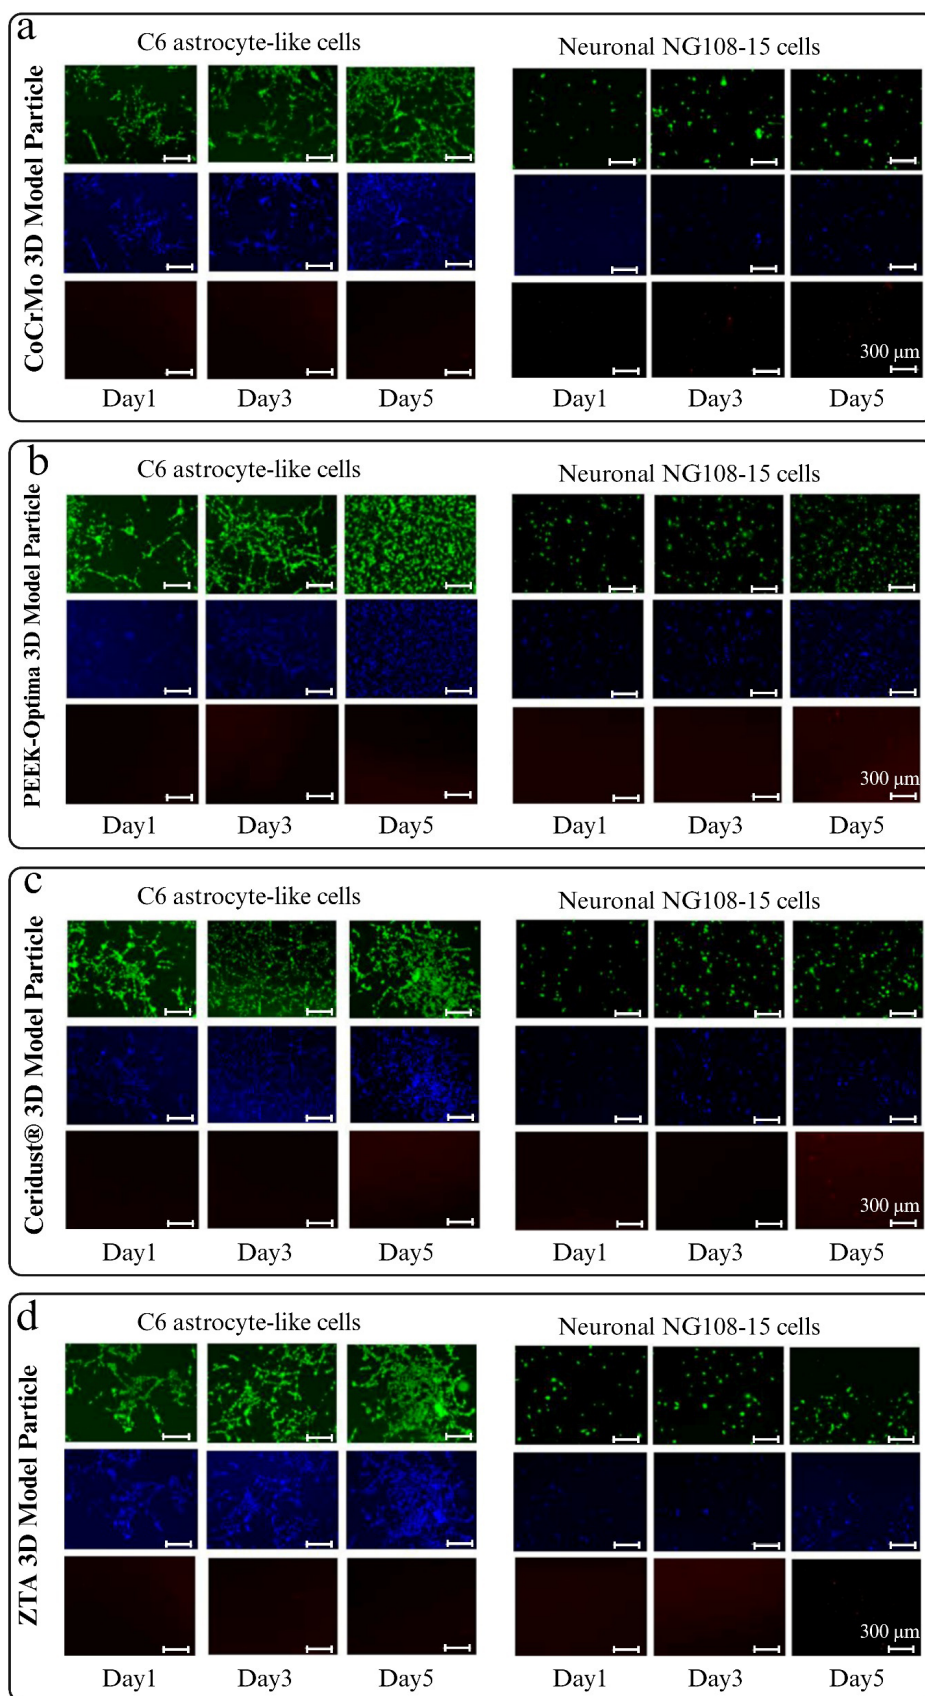 a
C6 astrocyte-like cells
Neuronal NG108-15 cells
CoCrMo 3D Model Particle
300 μm
Day1 Day3 Day5 Day1 Day3 Day5
b
C6 astrocyte-like cells
Neuronal NG108-15 cells
PEEK-Optima 3D Model Particle
300 μm
Day1 Day3 Day5 Day1 Day3 Day5
c
C6 astrocyte-like cells
Neuronal NG108-15 cells
Ceridust® 3D Model Particle
300 μm
Day1 Day3 Day5 Day1 Day3 Day5
d
C6 astrocyte-like cells
Neuronal NG108-15 cells
ZTA 3D Model Particle
300 μm
Day1 Day3 Day5 Day1 Day3 Day5